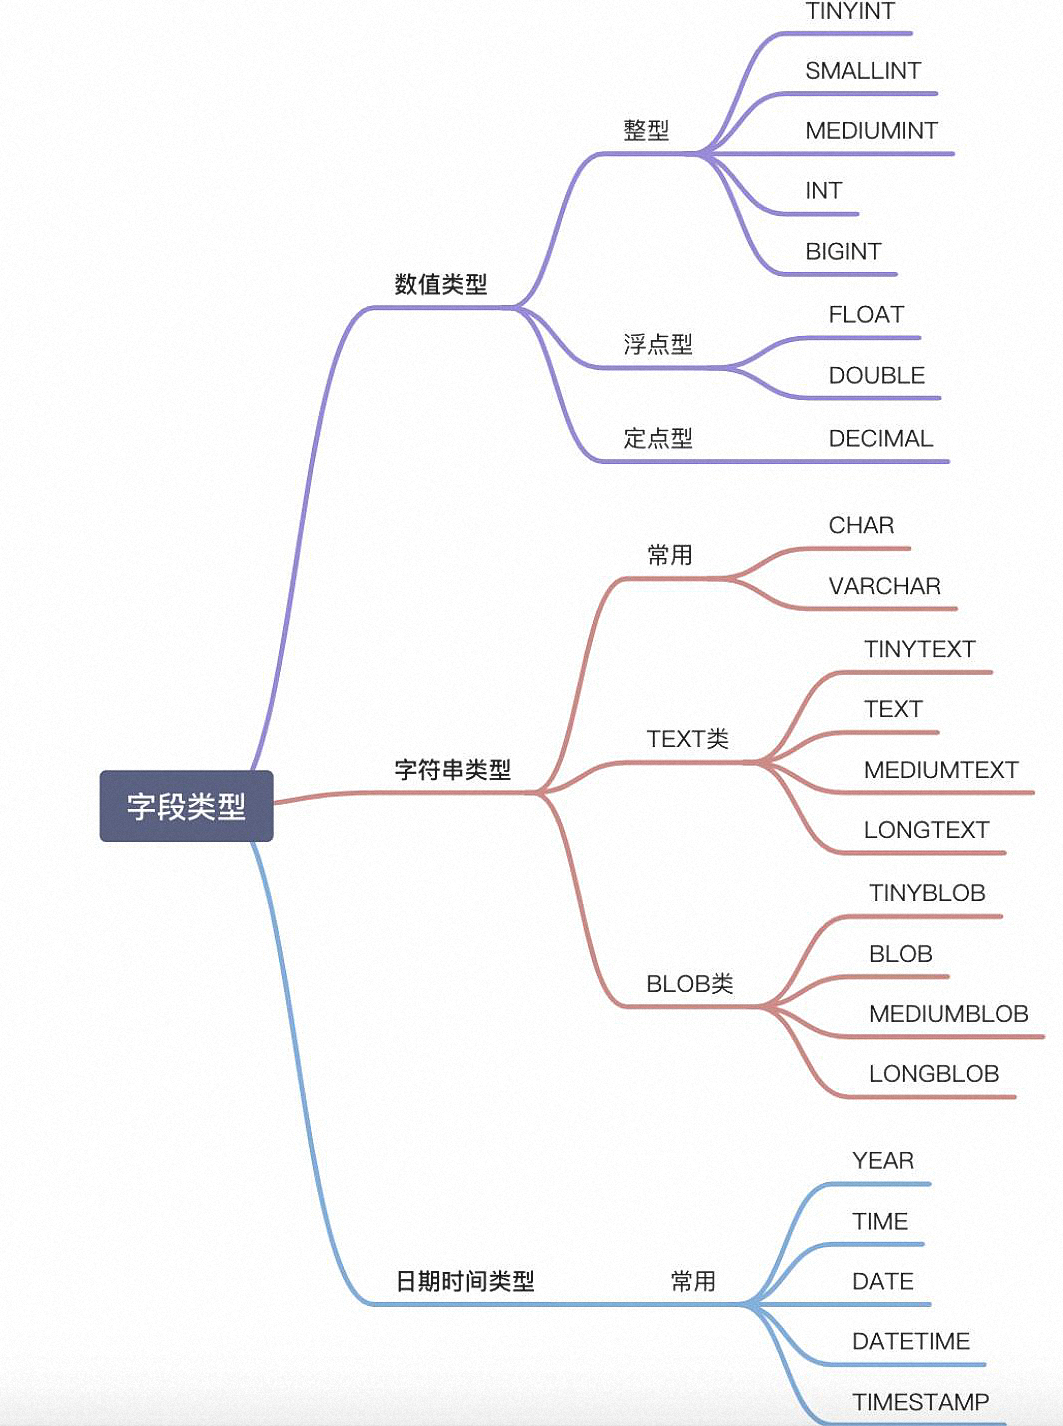 字段类型
数值类型
整型
TINYINT
SMALLINT
MEDIUMINT
INT
BIGINT
浮点型
FLOAT
DOUBLE
定点型
DECIMAL
字符串类型
常用
CHAR
VARCHAR
TEXT类
TINYTEXT
TEXT
MEDIUMTEXT
LONGTEXT
BLOB类
TINYBLOB
BLOB
MEDIUMBLOB
LONGBLOB
日期时间类型
常用
YEAR
TIME
DATE
DATETIME
TIMESTAMP